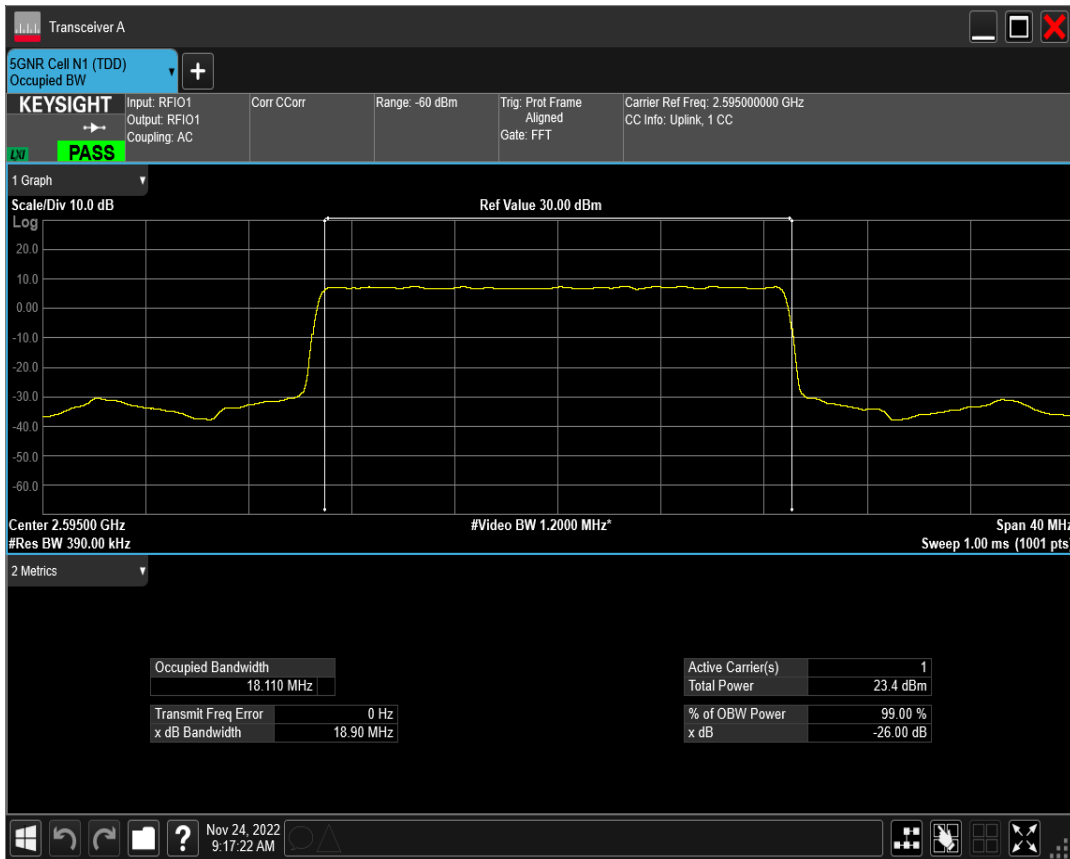 Transceiver A
5GNR Cell N1 (TDD)
Occupied BW
+
KEYSIGHT
LXI
PASS
Input: RFIO1
Output: RFIO1
Coupling: AC
Corr CCorr
Range: -60 dBm
Trig: Prot Frame
Aligned
Gate: FFT
Carrier Ref Freq: 2.595000000 GHz
CC Info: Uplink, 1 CC
1 Graph
Scale/Div 10.0 dB
Ref Value 30.00 dBm
Log
20.0
10.0
0.00
-10.0
-20.0
-30.0
-40.0
-50.0
-60.0
Center 2.59500 GHz
#Video BW 1.2000 MHz*
Span 40 MHz
#Res BW 390.00 kHz
Sweep 1.00 ms (1001 pts)
2 Metrics
Occupied Bandwidth
18.110 MHz
Transmit Freq Error 0 Hz
x dB Bandwidth 18.90 MHz
Active Carrier(s) 1
Total Power 23.4 dBm
% of OBW Power 99.00 %
x dB -26.00 dB
?
Nov 24, 2022
9:17:22 AM